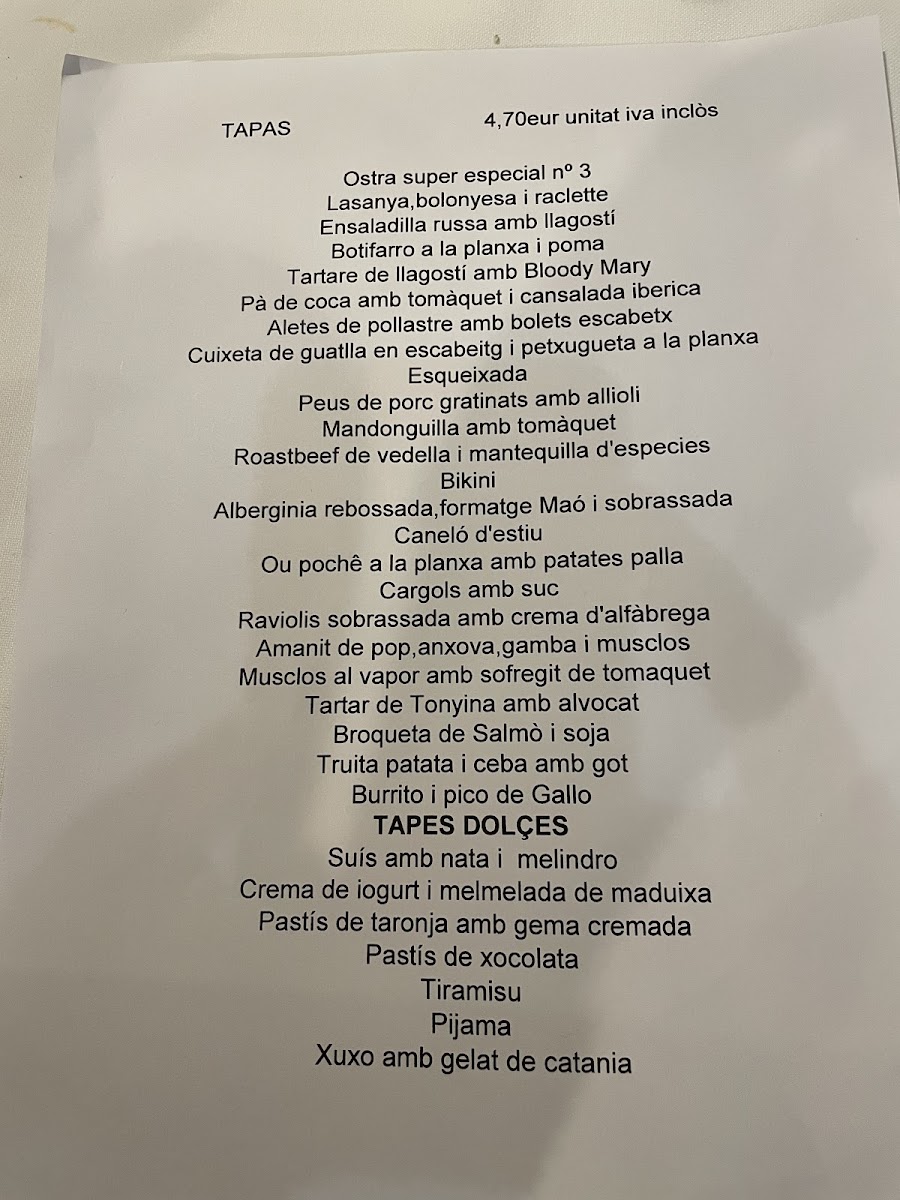 TAPAS 4,70eur unitat iva inclòs
Ostra super especial nº 3
Lasanya,bolonyesa i raclette
Ensaladilla russa amb llagostí
Botifarro a la planxa i poma
Tartare de llagostí amb Bloody Mary
Pà de coca amb tomàquet i cansalada iberica
Aletes de pollastre amb bolets escabetx
Cuixeta de guatlla en escabeitg i petxugueta a la planxa
Esqueixada
Peus de porc gratinats amb allioli
Mandonguilla amb tomàquet
Roastbeef de vedella i mantequilla d'especies
Bikini
Alberginia rebossada,formatge Maó i sobrassada
Caneló d'estiu
Ou pochê a la planxa amb patates palla
Cargols amb suc
Raviolis sobrassada amb crema d'alfàbrega
Amanit de pop,anxova,gamba i musclos
Musclos al vapor amb sofregit de tomaquet
Tartar de Tonyina amb alvocat
Broqueta de Salmò i soja
Truita patata i ceba amb got
Burrito i pico de Gallo
TAPES DOLÇES
Suís amb nata i  melindro
Crema de iogurt i melmelada de maduixa
Pastís de taronja amb gema cremada
Pastís de xocolata
Tiramisu
Pijama
Xuxo amb gelat de catania